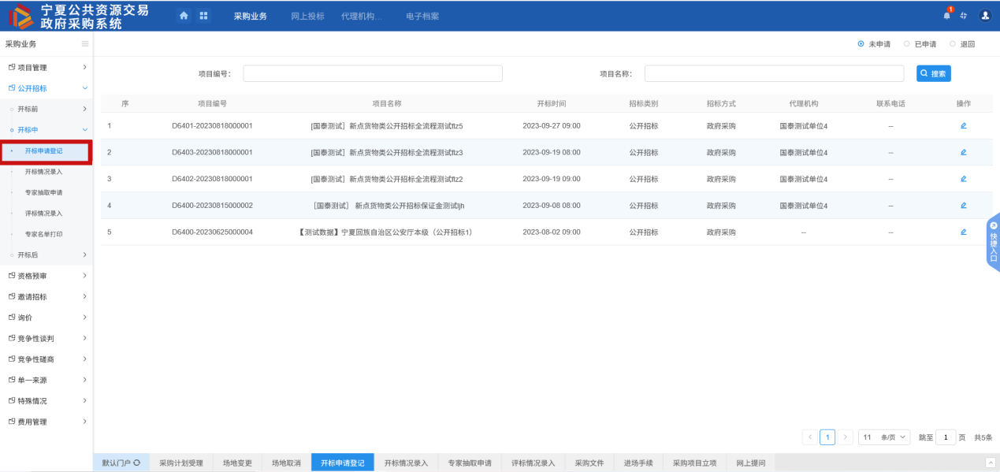 宁夏公共资源交易
政府采购系统
采购业务 网上投标 代理机构... 电子档案
1
采购业务
未申请 已申请 退回
项目管理
公开招标
开标前
开标中
开标申请登记
开标情况录入
专家抽取申请
评标情况录入
专家名单打印
开标后
资格预审
邀请招标
询价
竞争性谈判
竞争性磋商
单一来源
特殊情况
费用管理
项目编号: 项目名称: 搜索
序 项目编号 项目名称 开标时间 招标类别 招标方式 代理机构 联系电话 操作
1 D6401-20230818000001 [国泰测试] 新点货物类公开招标全流程测试flz5 2023-09-27 09:00 公开招标 政府采购 国泰测试单位4 --
2 D6403-20230818000001 [国泰测试] 新点货物类公开招标全流程测试flz3 2023-09-19 08:00 公开招标 政府采购 国泰测试单位4 --
3 D6402-20230818000001 [国泰测试] 新点货物类公开招标全流程测试flz2 2023-09-19 09:00 公开招标 政府采购 国泰测试单位4 --
4 D6400-20230815000002 [国泰测试] 新点货物类公开招标保证金测试ljh 2023-09-08 08:00 公开招标 政府采购 国泰测试单位4 --
5 D6400-20230625000004 【测试数据】宁夏回族自治区公安厅本级（公开招标1） 2023-08-02 09:00 公开招标 政府采购 -- --
快捷入口
< 1 > 11 条/页 跳至 1 页 共5条
默认门户 采购计划受理 场地变更 场地取消 开标申请登记 开标情况录入 专家抽取申请 评标情况录入 采购文件 进场手续 采购项目立项 网上提问